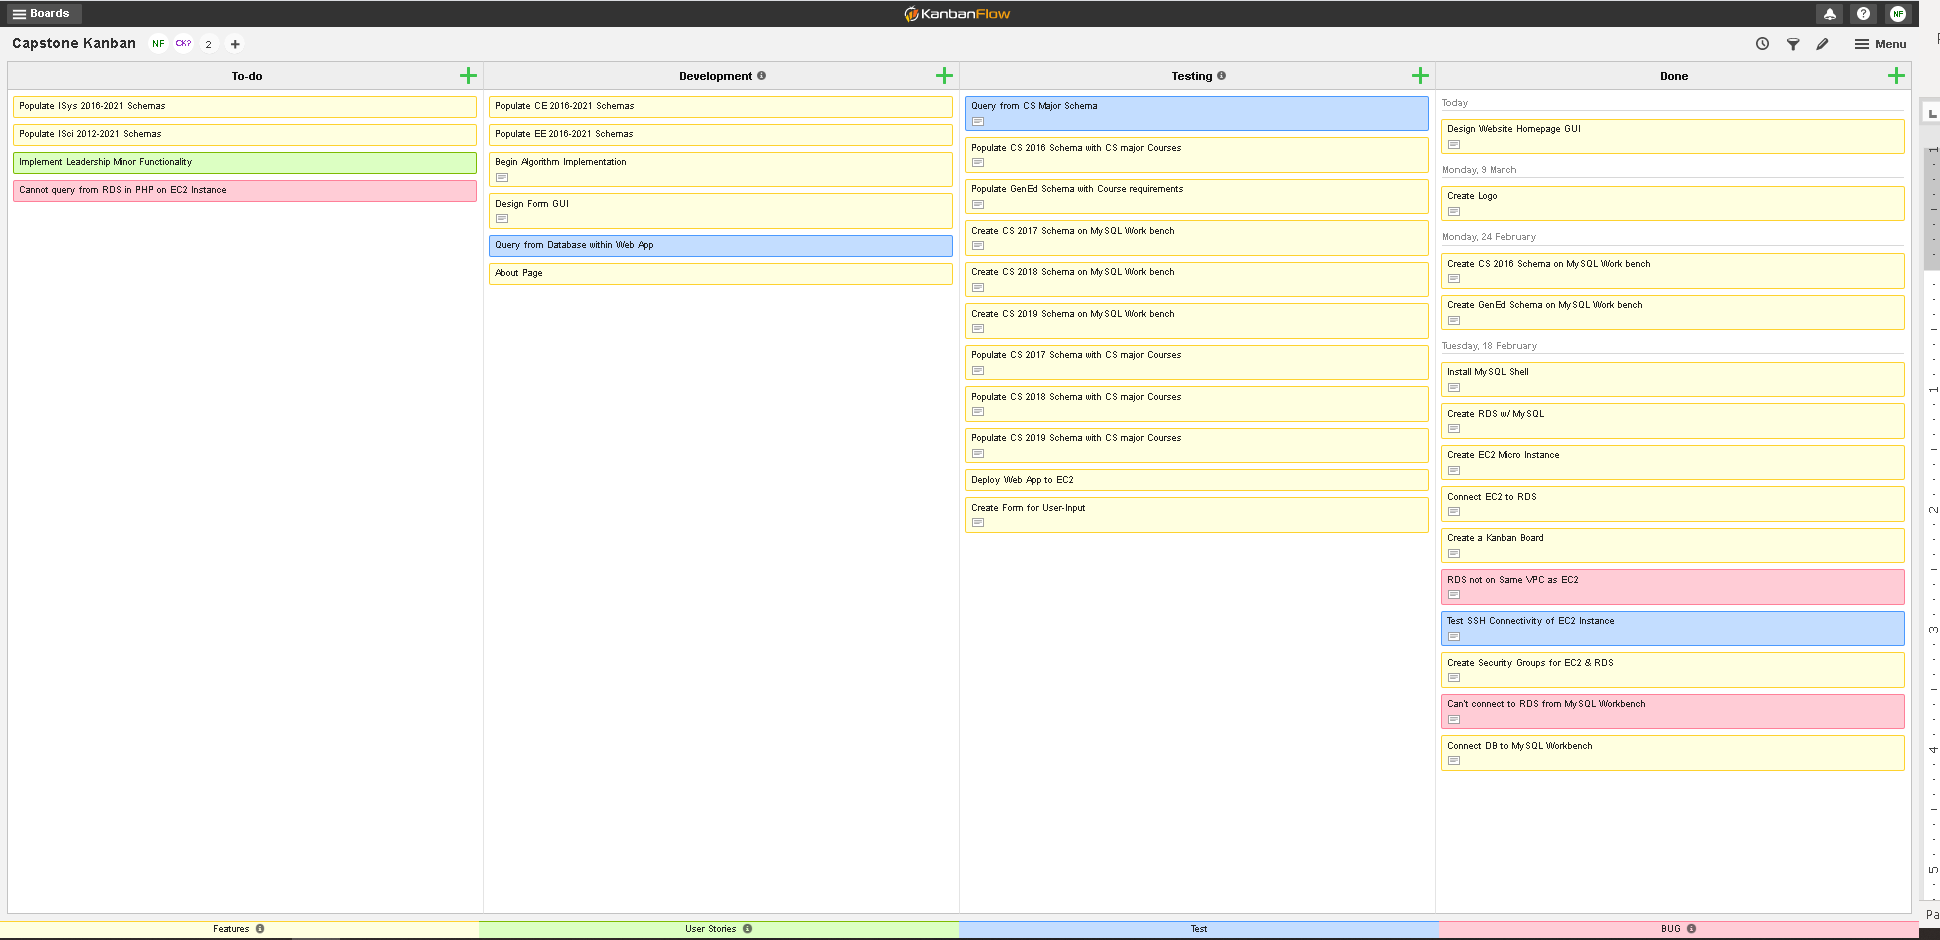 Boards
KanbanFlow
NF
Capstone Kanban NF CK? 2
Menu
To-do
Populate ISys 2016-2021 Schemas
Populate ISci 2012-2021 Schemas
Implement Leadership Minor Functionality
Cannot query from RDS in PHP on EC2 Instance
Development
Populate CE 2016-2021 Schemas
Populate EE 2016-2021 Schemas
Begin Algorithm Implementation
Design Form GUI
Query from Database within Web App
About Page
Testing
Query from CS Major Schema
Populate CS 2016 Schema with CS major Courses
Populate GenEd Schema with Course requirements
Create CS 2017 Schema on MySQL Work bench
Create CS 2018 Schema on MySQL Work bench
Create CS 2019 Schema on MySQL Work bench
Populate CS 2017 Schema with CS major Courses
Populate CS 2018 Schema with CS major Courses
Populate CS 2019 Schema with CS major Courses
Deploy Web App to EC2
Create Form for User-Input
Done
Today
Design Website Homepage GUI
Monday, 9 March
Create Logo
Monday, 24 February
Create CS 2016 Schema on MySQL Work bench
Create GenEd Schema on MySQL Work bench
Tuesday, 18 February
Install MySQL Shell
Create RDS w/ MySQL
Create EC2 Micro Instance
Connect EC2 to RDS
Create a Kanban Board
RDS not on Same VPC as EC2
Test SSH Connectivity of EC2 Instance
Create Security Groups for EC2 & RDS
Can't connect to RDS from MySQL Workbench
Connect DB to MySQL Workbench
Features
User Stories
Test
BUG
1
1
2
3
4
5
Pa